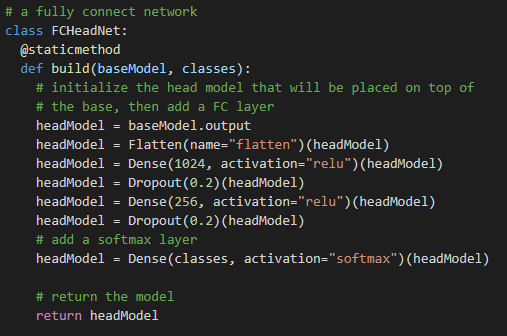 # a fully connect network
class FCHeadNet:
  @staticmethod
  def build(baseModel, classes):
    # initialize the head model that will be placed on top of
    # the base, then add a FC layer
    headModel = baseModel.output
    headModel = Flatten(name="flatten")(headModel)
    headModel = Dense(1024, activation="relu")(headModel)
    headModel = Dropout(0.2)(headModel)
    headModel = Dense(256, activation="relu")(headModel)
    headModel = Dropout(0.2)(headModel)
    # add a softmax layer
    headModel = Dense(classes, activation="softmax")(headModel)

    # return the model
    return headModel